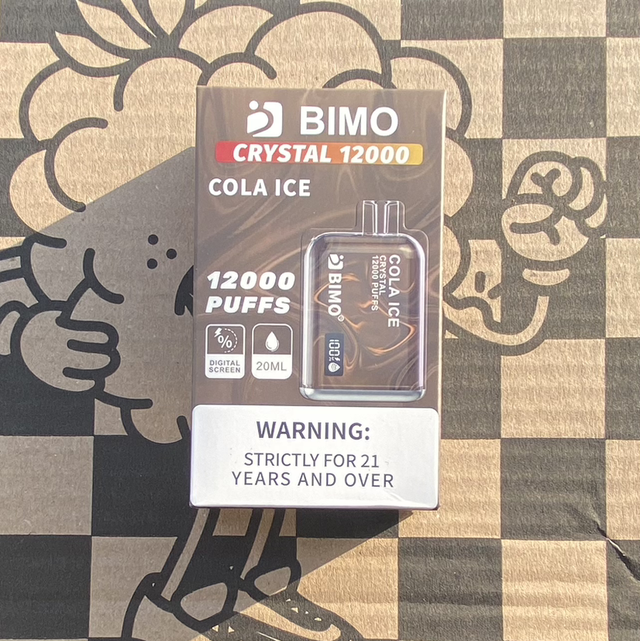 BIMO
CRYSTAL 12000
COLA ICE
12000
PUFFS
%
DIGITAL
SCREEN
20ML
COLA ICE
CRYSTAL
12000 PUFFS
BIMO
100%
WARNING:
STRICTLY FOR 21
YEARS AND OVER